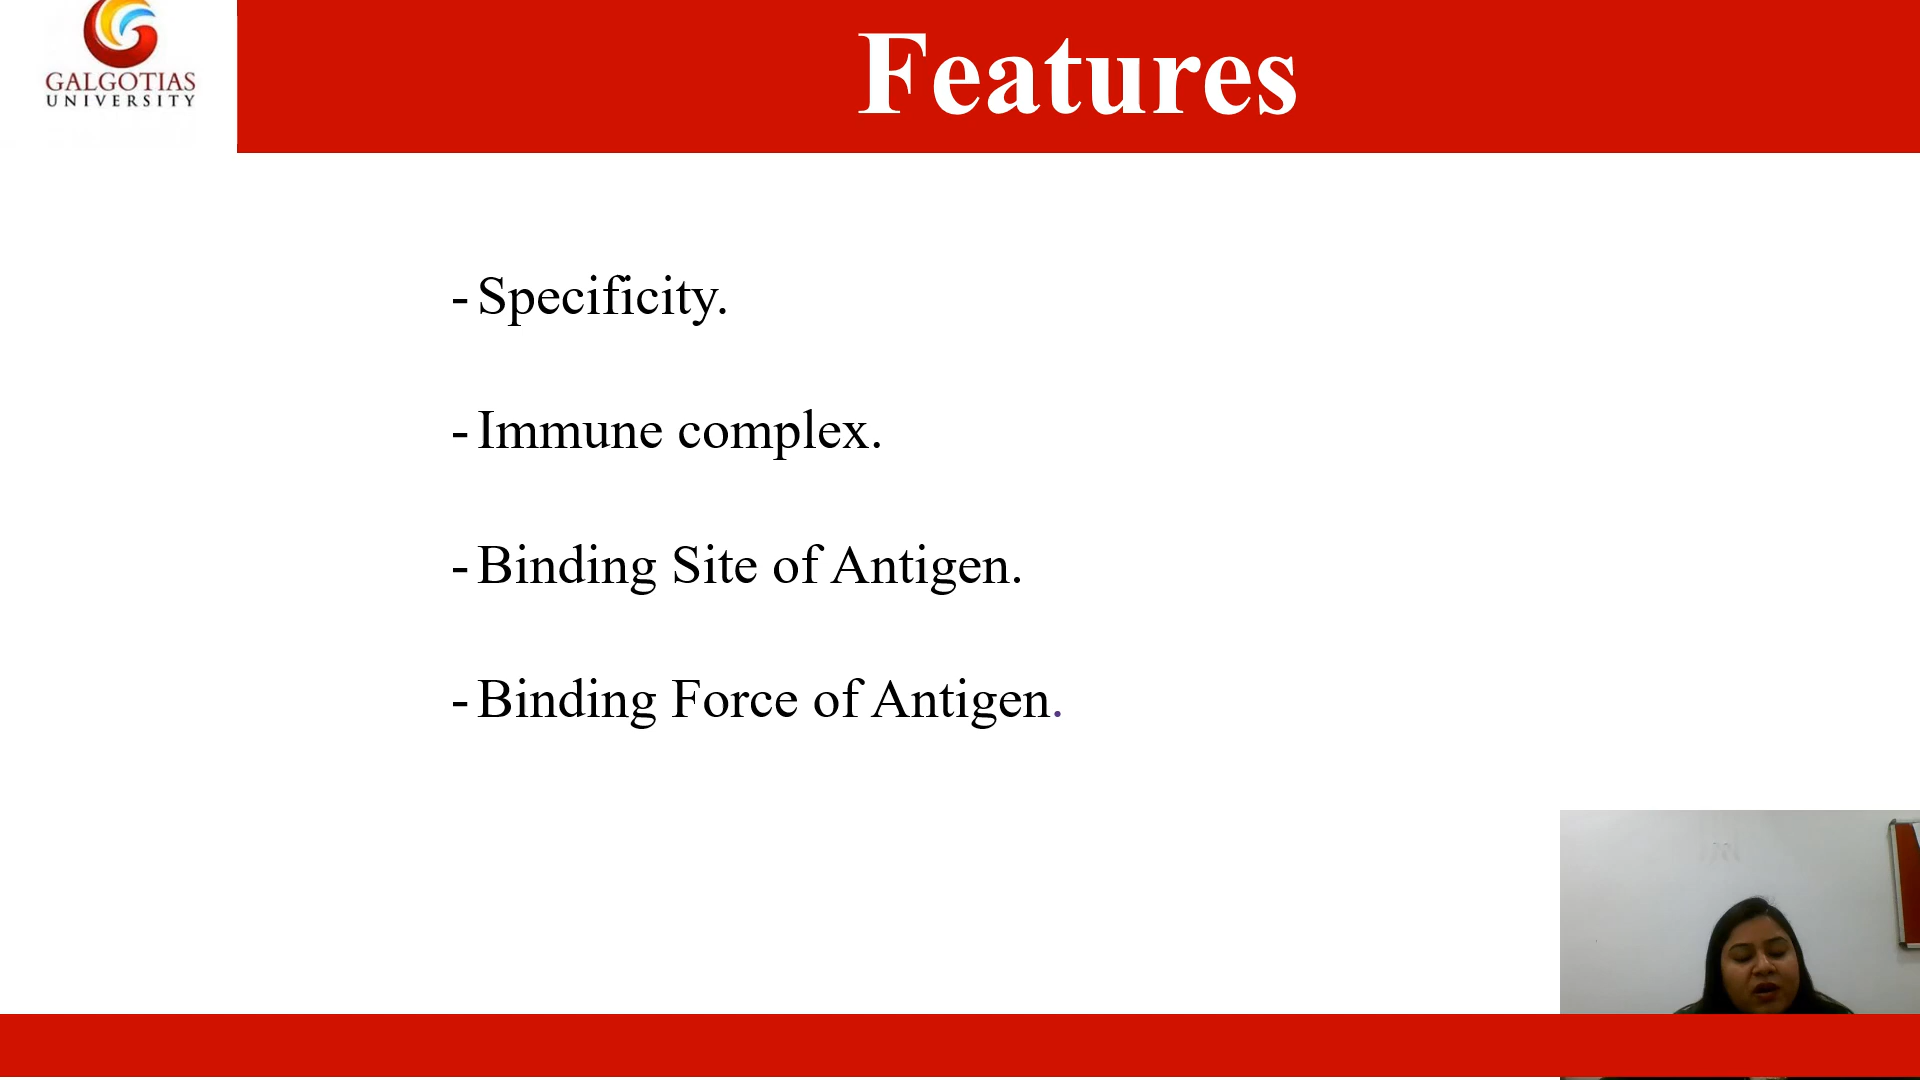 GALGOTIAS
UNIVERSITY
Features
- Specificity.
- Immune complex.
- Binding Site of Antigen.
- Binding Force of Antigen.